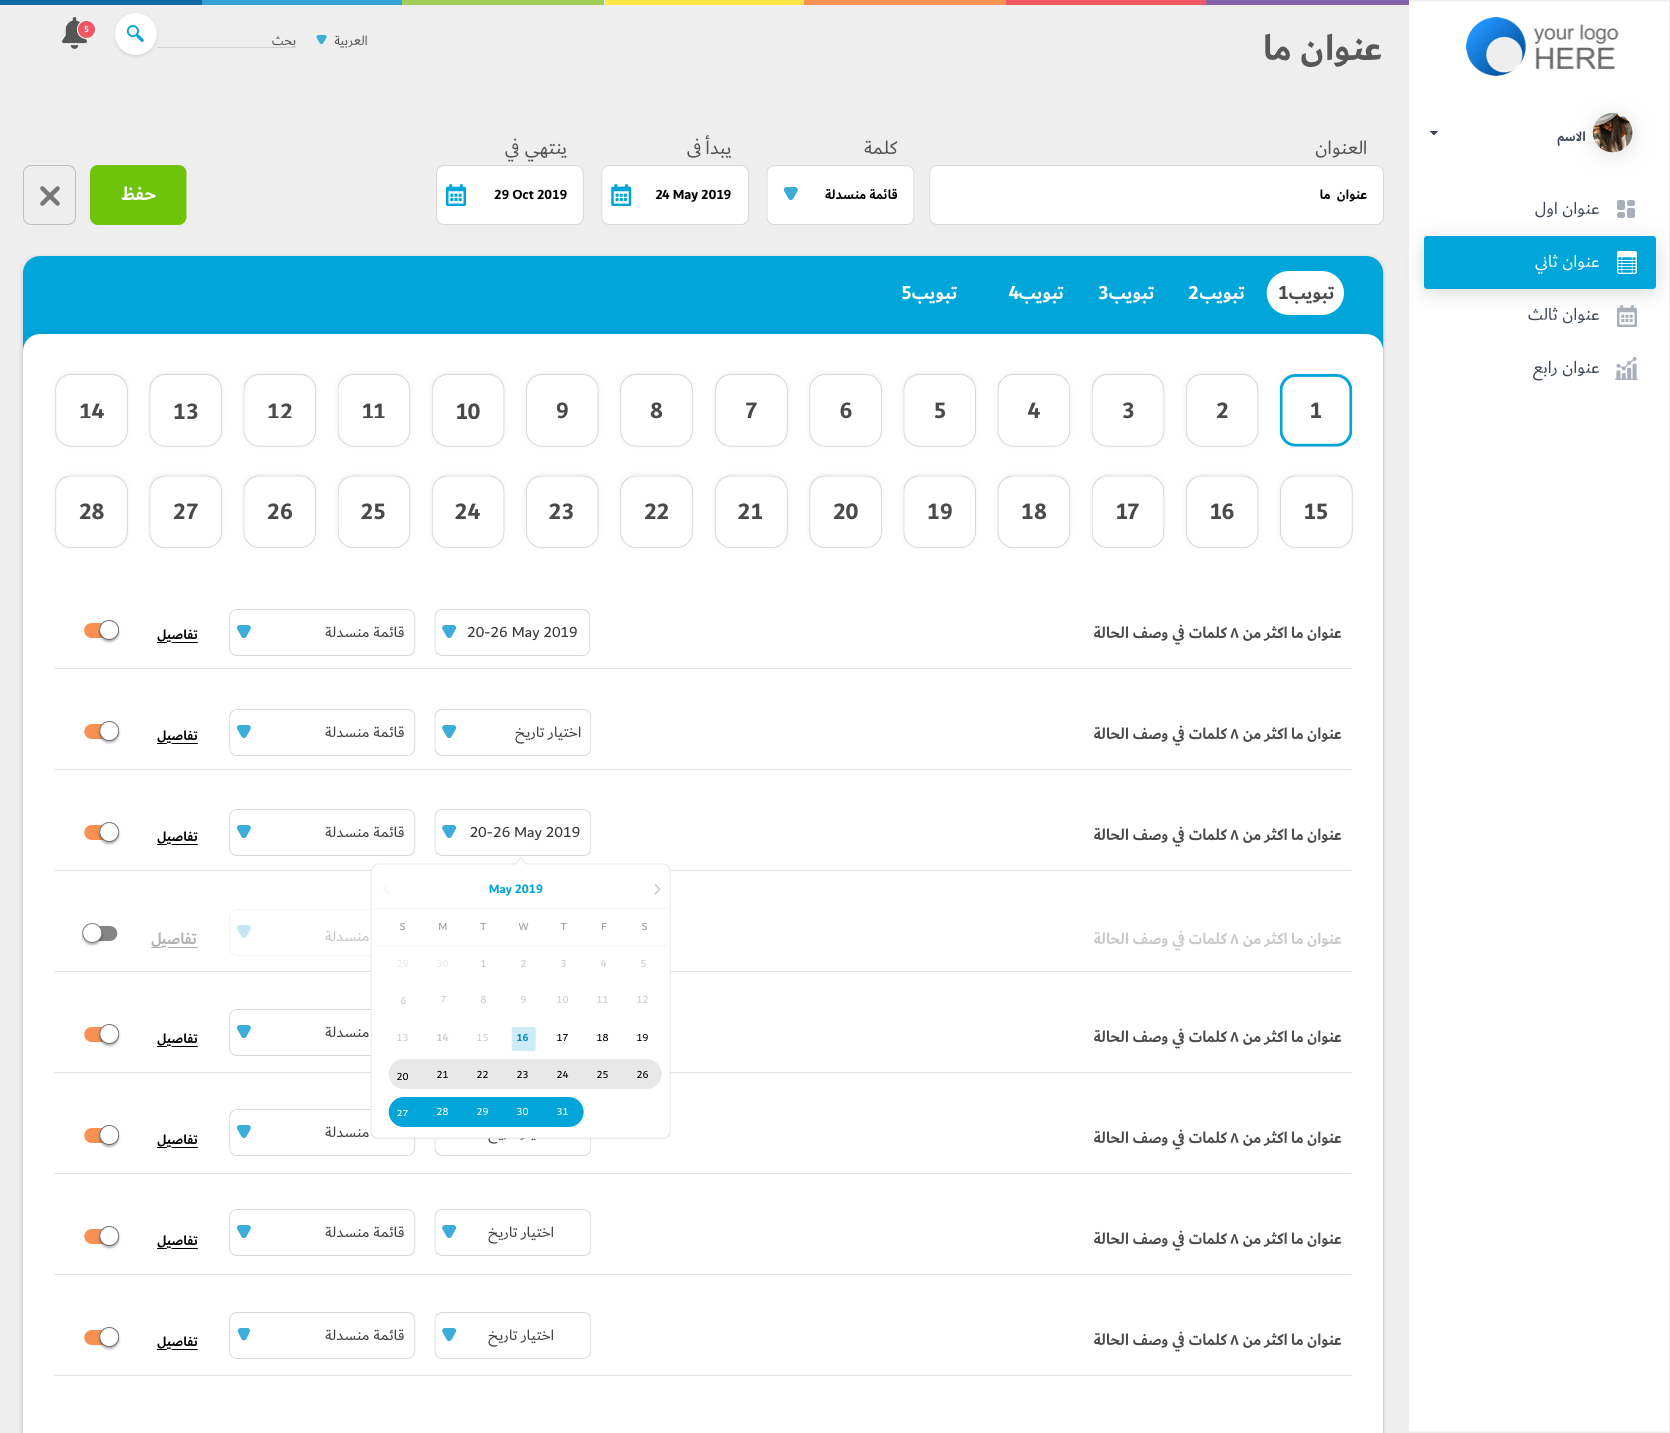 your logo
HERE
الاسم
عنوان اول
عنوان ثاني
عنوان ثالث
عنوان رابع
عنوان ما
العربية
بحث
5
العنوان
كلمة
يبدأ فى
ينتهي في
عنوان ما
قائمة منسدلة
24 May 2019
29 Oct 2019
حفظ
تبويب1
تبويب2
تبويب3
تبويب4
تبويب5
1 2 3 4 5 6 7 8 9 10 11 12 13 14
15 16 17 18 19 20 21 22 23 24 25 26 27 28
عنوان ما اكثر من ٨ كلمات في وصف الحالة 20-26 May 2019 قائمة منسدلة تفاصيل
عنوان ما اكثر من ٨ كلمات في وصف الحالة اختيار تاريخ قائمة منسدلة تفاصيل
عنوان ما اكثر من ٨ كلمات في وصف الحالة 20-26 May 2019 قائمة منسدلة تفاصيل
May 2019
S M T W T F S
29 30 1 2 3 4 5
6 7 8 9 10 11 12
13 14 15 16 17 18 19
20 21 22 23 24 25 26
27 28 29 30 31
عنوان ما اكثر من ٨ كلمات في وصف الحالة منسدلة تفاصيل
عنوان ما اكثر من ٨ كلمات في وصف الحالة منسدلة تفاصيل
عنوان ما اكثر من ٨ كلمات في وصف الحالة منسدلة تفاصيل
عنوان ما اكثر من ٨ كلمات في وصف الحالة اختيار تاريخ قائمة منسدلة تفاصيل
عنوان ما اكثر من ٨ كلمات في وصف الحالة اختيار تاريخ قائمة منسدلة تفاصيل